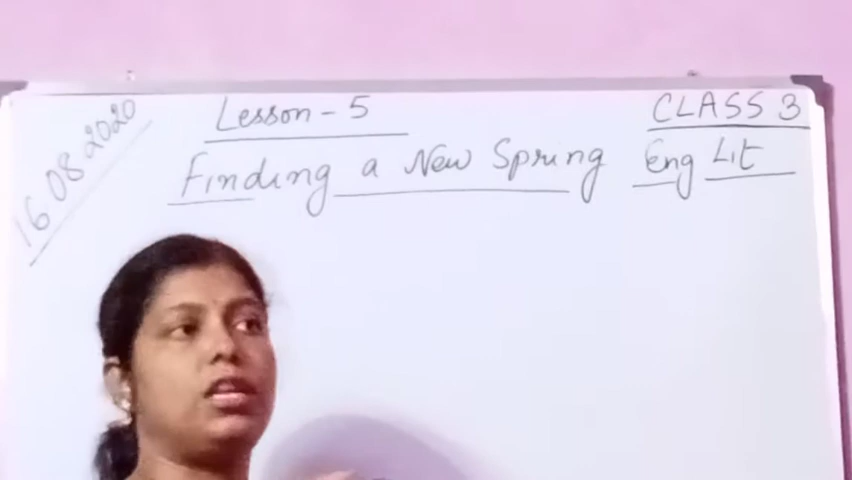 16 08 2020
Lesson - 5
CLASS 3
Finding a New Spring
Eng Lit